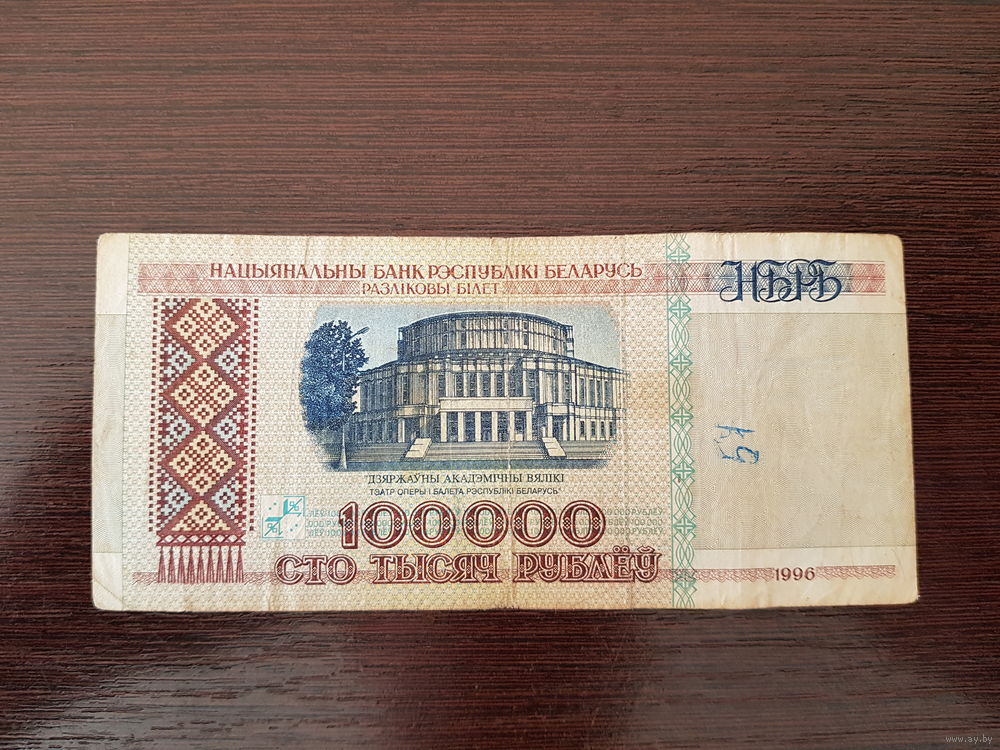 НАЦЫЯНАЛЬНЫ БАНК РЭСПУБЛІКІ БЕЛАРУСЬ
НБРБ
РАЗЛІКОВЫ БІЛЕТ
"ДЗЯРЖАЎНЫ АКАДЭМІЧНЫ ВЯЛІКІ
ТЭАТР ОПЕРЫ І БАЛЕТА РЭСПУБЛІКІ БЕЛАРУСЬ"
100000
СТО ТЫСЯЧ РУБЛЁЎ
1996
www.ay.by